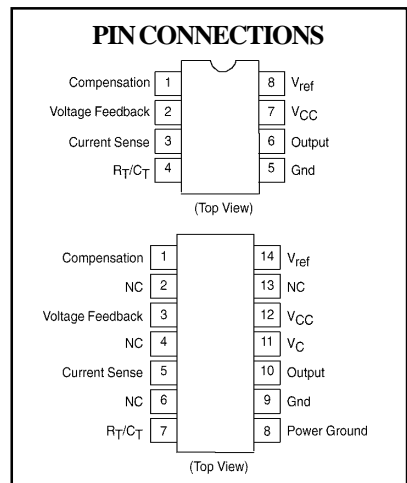 PIN CONNECTIONS
Compensation 1 8 Vref
Voltage Feedback 2 7 VCC
Current Sense 3 6 Output
RT/CT 4 5 Gnd
(Top View)
Compensation 1 14 Vref
NC 2 13 NC
Voltage Feedback 3 12 VCC
NC 4 11 VC
Current Sense 5 10 Output
NC 6 9 Gnd
RT/CT 7 8 Power Ground
(Top View)